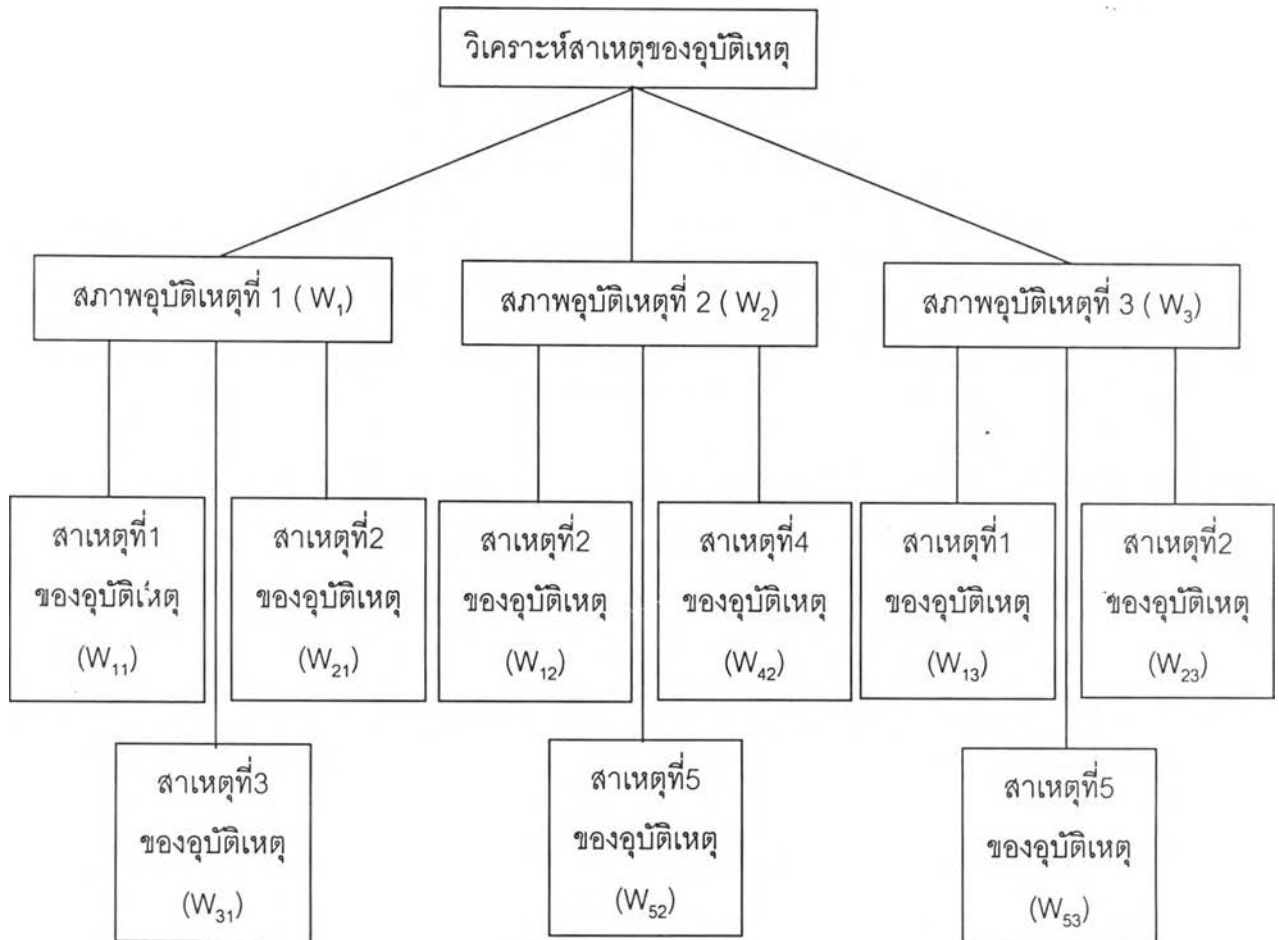 วิเคราะห์สาเหตุของอุบัติเหตุ
สภาพอุบัติเหตุที่ 1 ( W₁)
สภาพอุบัติเหตุที่ 2 ( W₂)
สภาพอุบัติเหตุที่ 3 ( W₃)
สาเหตุที่1
ของอุบัติเหตุ
(W₁₁)
สาเหตุที่2
ของอุบัติเหตุ
(W₂₁)
สาเหตุที่2
ของอุบัติเหตุ
(W₁₂)
สาเหตุที่4
ของอุบัติเหตุ
(W₄₂)
สาเหตุที่1
ของอุบัติเหตุ
(W₁₃)
สาเหตุที่2
ของอุบัติเหตุ
(W₂₃)
สาเหตุที่3
ของอุบัติเหตุ
(W₃₁)
สาเหตุที่5
ของอุบัติเหตุ
(W₅₂)
สาเหตุที่5
ของอุบัติเหตุ
(W₅₃)